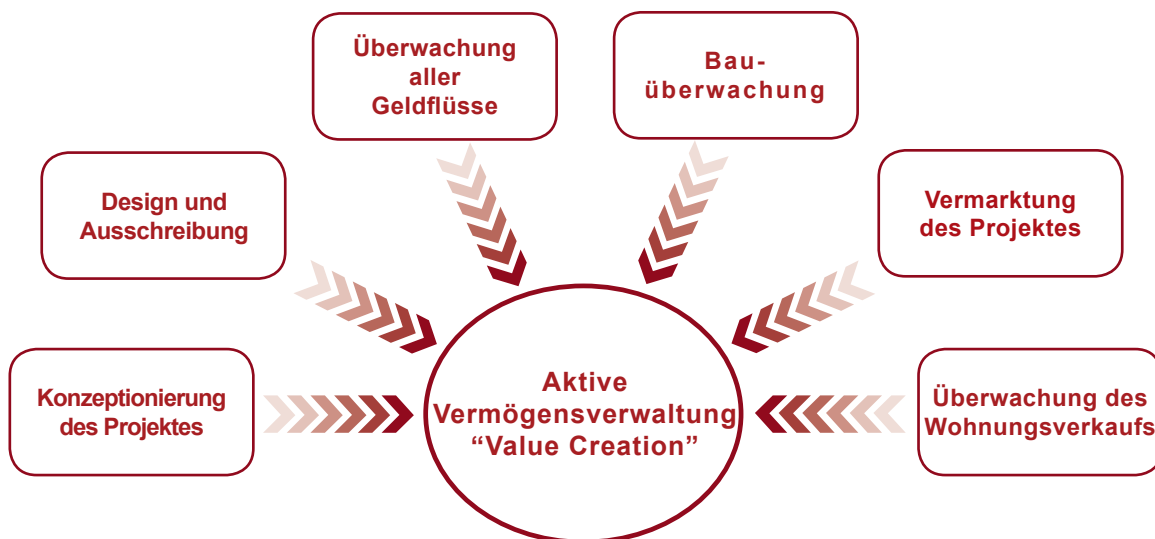 Überwachung
aller
Geldflüsse
Bau-
überwachung
Design und
Ausschreibung
Vermarktung
des Projektes
Konzeptionierung
des Projektes
Aktive
Vermögensverwaltung
“Value Creation”
Überwachung des
Wohnungsverkaufs